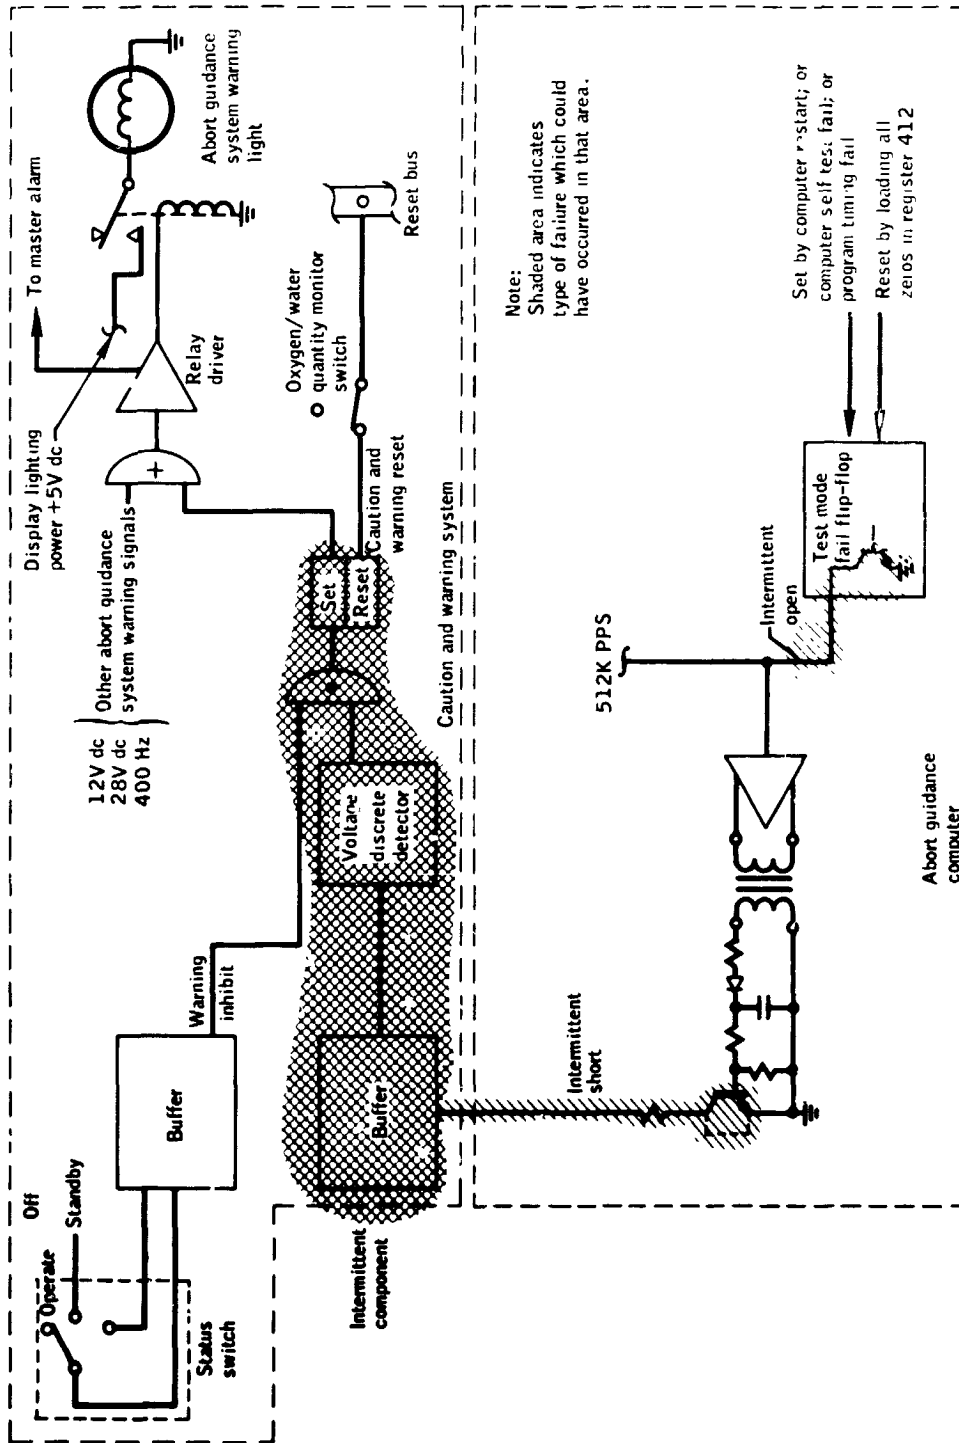 Off
Operate
Standby
Status
switch
Buffer
Warning
inhibit
12V dc
28V dc
400 Hz
Other abort guidance
system warning signals
Display lighting
power +5V dc
To master alarm
+
Relay
driver
Abort guidance
system warning
light
Oxygen/water
quantity monitor
switch
Reset bus
Caution and
warning reset
Set
Reset
Voltage
discrete
detector
Buffer
Intermittent
component
Caution and warning system
Note:
Shaded area indicates
type of failure which could
have occurred in that area.
Intermittent
short
512K PPS
Intermittent
open
Test mode
fail flip-flop
Set by computer restart; or
computer self test fail; or
program timing fail
Reset by loading all
zeros in register 412
Abort guidance
computer